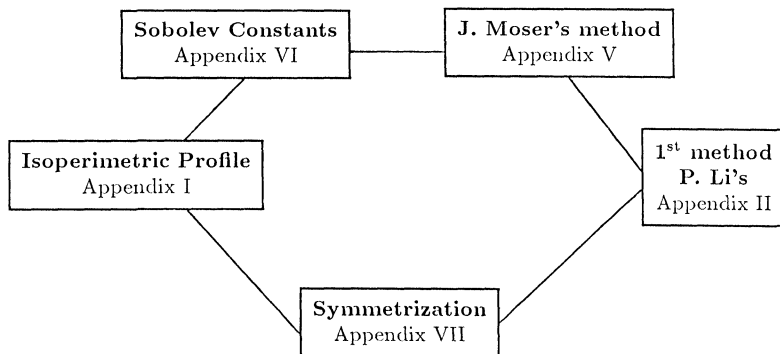 Sobolev Constants
Appendix VI
J. Moser's method
Appendix V
Isoperimetric Profile
Appendix I
1st method
P. Li's
Appendix II
Symmetrization
Appendix VII